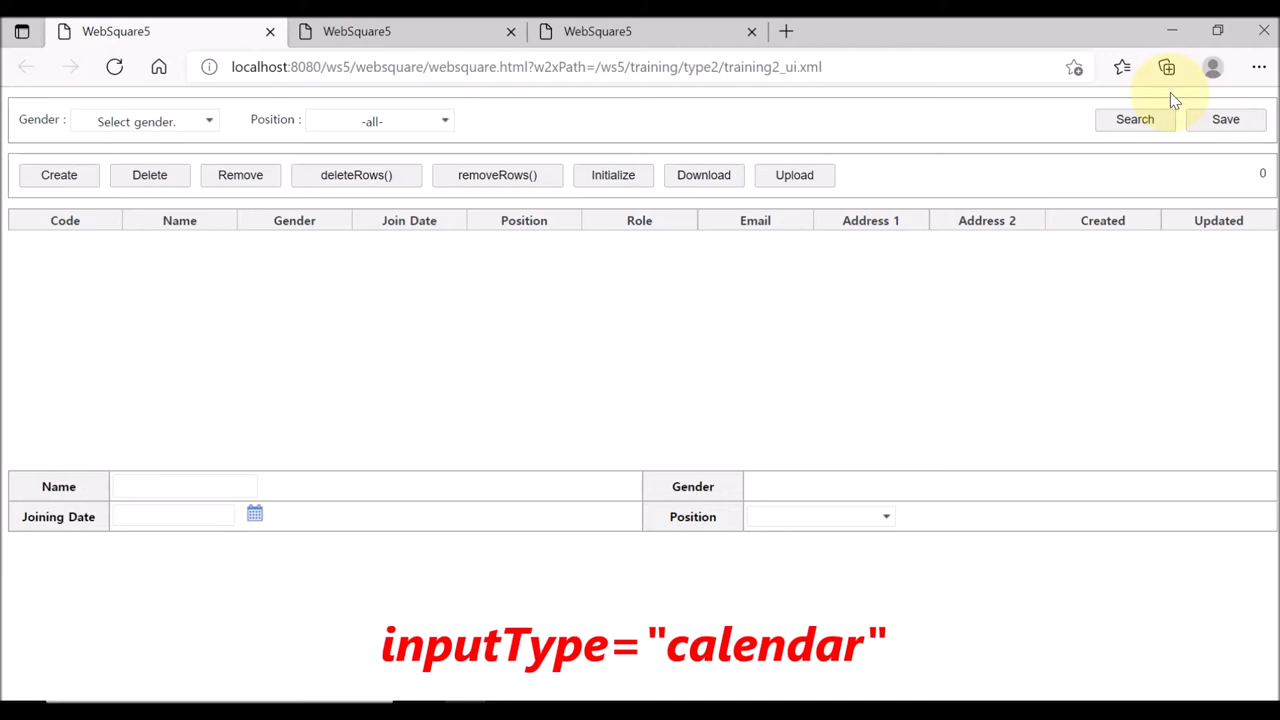 WebSquare5 WebSquare5 WebSquare5
localhost:8080/ws5/websquare/websquare.html?w2xPath=/ws5/training/type2/training2_ui.xml
Gender : Select gender. Position : -all- Search Save
Create Delete Remove deleteRows() removeRows() Initialize Download Upload 0
Code Name Gender Join Date Position Role Email Address 1 Address 2 Created Updated
Name Gender
Joining Date Position
inputType="calendar"